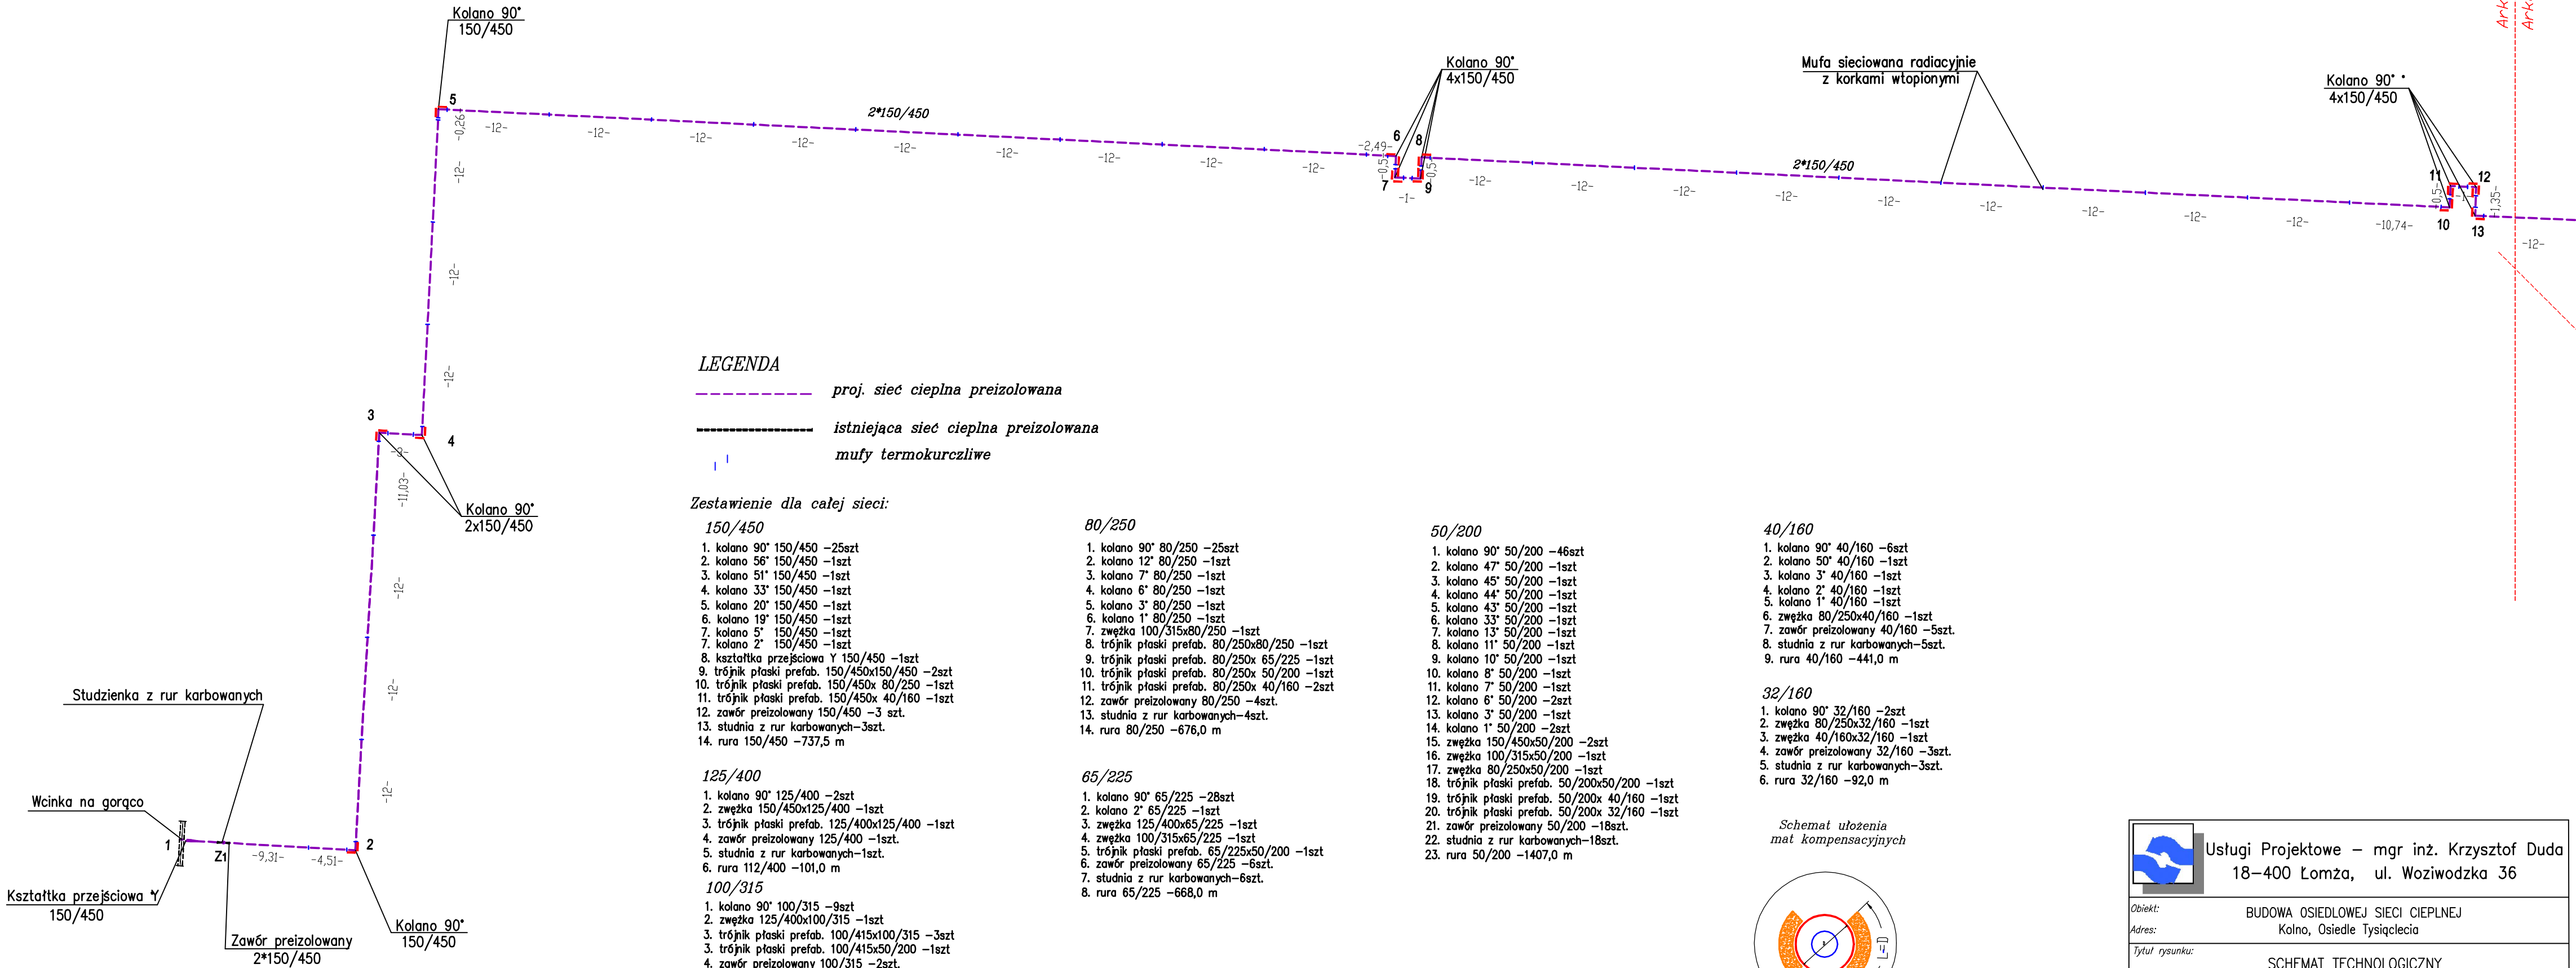 Kolano 90°
150/450
5
-0,26-
-12-
-12-
-12-
-12-
-12-
2*150/450
-12-
-12-
-12-
-12-
-12-
-2,49-
Kolano 90°
4x150/450
6
8
-0,5-
-0,5-
7
9
-1-
-12-
-12-
-12-
-12-
Mufa sieciowana radiacyjnie
z korkami wtopionymi
2*150/450
-12-
-12-
-12-
-12-
-12-
-10,74-
Kolano 90°
4x150/450
11
12
-1,35-
10
13
-12-
-12-
-12-
-12-
3
4
-3-
-11,03-
Kolano 90°
2x150/450
-12-
-12-
-12-
Studzienka z rur karbowanych
Wcinka na gorąco
1
Z1
-9,31-
-4,51-
2
Kształtka przejściowa Y
150/450
Zawór preizolowany
2*150/450
Kolano 90°
150/450
LEGENDA
proj. sieć cieplna preizolowana
istniejąca sieć cieplna preizolowana
mufy termokurczliwe
Zestawienie dla całej sieci:
150/450
1. kolano 90° 150/450 -25szt
2. kolano 56° 150/450 -1szt
3. kolano 51° 150/450 -1szt
4. kolano 33° 150/450 -1szt
5. kolano 20° 150/450 -1szt
6. kolano 19° 150/450 -1szt
7. kolano 5° 150/450 -1szt
7. kolano 2° 150/450 -1szt
8. kształtka przejściowa Y 150/450 -1szt
9. trójnik płaski prefab. 150/450x150/450 -2szt
10. trójnik płaski prefab. 150/450x 80/250 -1szt
11. trójnik płaski prefab. 150/450x 40/160 -1szt
12. zawór preizolowany 150/450 -3 szt.
13. studnia z rur karbowanych-3szt.
14. rura 150/450 -737,5 m
125/400
1. kolano 90° 125/400 -2szt
2. zwężka 150/450x125/400 -1szt
3. trójnik płaski prefab. 125/400x125/400 -1szt
4. zawór preizolowany 125/400 -1szt.
5. studnia z rur karbowanych-1szt.
6. rura 112/400 -101,0 m
100/315
1. kolano 90° 100/315 -9szt
2. zwężka 125/400x100/315 -1szt
3. trójnik płaski prefab. 100/415x100/315 -3szt
3. trójnik płaski prefab. 100/415x50/200 -1szt
4. zawór preizolowany 100/315 -2szt.
80/250
1. kolano 90° 80/250 -25szt
2. kolano 12° 80/250 -1szt
3. kolano 7° 80/250 -1szt
4. kolano 6° 80/250 -1szt
5. kolano 3° 80/250 -1szt
6. kolano 1° 80/250 -1szt
7. zwężka 100/315x80/250 -1szt
8. trójnik płaski prefab. 80/250x80/250 -1szt
9. trójnik płaski prefab. 80/250x 65/225 -1szt
10. trójnik płaski prefab. 80/250x 50/200 -1szt
11. trójnik płaski prefab. 80/250x 40/160 -2szt
12. zawór preizolowany 80/250 -4szt.
13. studnia z rur karbowanych-4szt.
14. rura 80/250 -676,0 m
65/225
1. kolano 90° 65/225 -28szt
2. kolano 2° 65/225 -1szt
3. zwężka 125/400x65/225 -1szt
4. zwężka 100/315x65/225 -1szt
5. trójnik płaski prefab. 65/225x50/200 -1szt
6. zawór preizolowany 65/225 -6szt.
7. studnia z rur karbowanych-6szt.
8. rura 65/225 -668,0 m
50/200
1. kolano 90° 50/200 -46szt
2. kolano 47° 50/200 -1szt
3. kolano 45° 50/200 -1szt
4. kolano 44° 50/200 -1szt
5. kolano 43° 50/200 -1szt
6. kolano 33° 50/200 -1szt
7. kolano 13° 50/200 -1szt
8. kolano 11° 50/200 -1szt
9. kolano 10° 50/200 -1szt
10. kolano 8° 50/200 -1szt
11. kolano 7° 50/200 -1szt
12. kolano 6° 50/200 -2szt
13. kolano 3° 50/200 -1szt
14. kolano 1° 50/200 -2szt
15. zwężka 150/450x50/200 -2szt
16. zwężka 100/315x50/200 -1szt
17. zwężka 80/250x50/200 -1szt
18. trójnik płaski prefab. 50/200x50/200 -1szt
19. trójnik płaski prefab. 50/200x 40/160 -1szt
20. trójnik płaski prefab. 50/200x 32/160 -1szt
21. zawór preizolowany 50/200 -18szt.
22. studnia z rur karbowanych-18szt.
23. rura 50/200 -1407,0 m
40/160
1. kolano 90° 40/160 -6szt
2. kolano 50° 40/160 -1szt
3. kolano 3° 40/160 -1szt
4. kolano 2° 40/160 -1szt
5. kolano 1° 40/160 -1szt
6. zwężka 80/250x40/160 -1szt
7. zawór preizolowany 40/160 -5szt.
8. studnia z rur karbowanych-5szt.
9. rura 40/160 -441,0 m
32/160
1. kolano 90° 32/160 -2szt
2. zwężka 80/250x32/160 -1szt
3. zwężka 40/160x32/160 -1szt
4. zawór preizolowany 32/160 -3szt.
5. studnia z rur karbowanych-3szt.
6. rura 32/160 -92,0 m
Schemat ułożenia
mat kompensacyjnych
Usługi Projektowe - mgr inż. Krzysztof Duda
18-400 Łomża, ul. Woziwodzka 36
Obiekt: BUDOWA OSIEDLOWEJ SIECI CIEPLNEJ
Adres: Kolno, Osiedle Tysiąclecia
Tytuł rysunku:
SCHEMAT TECHNOLOGICZNY